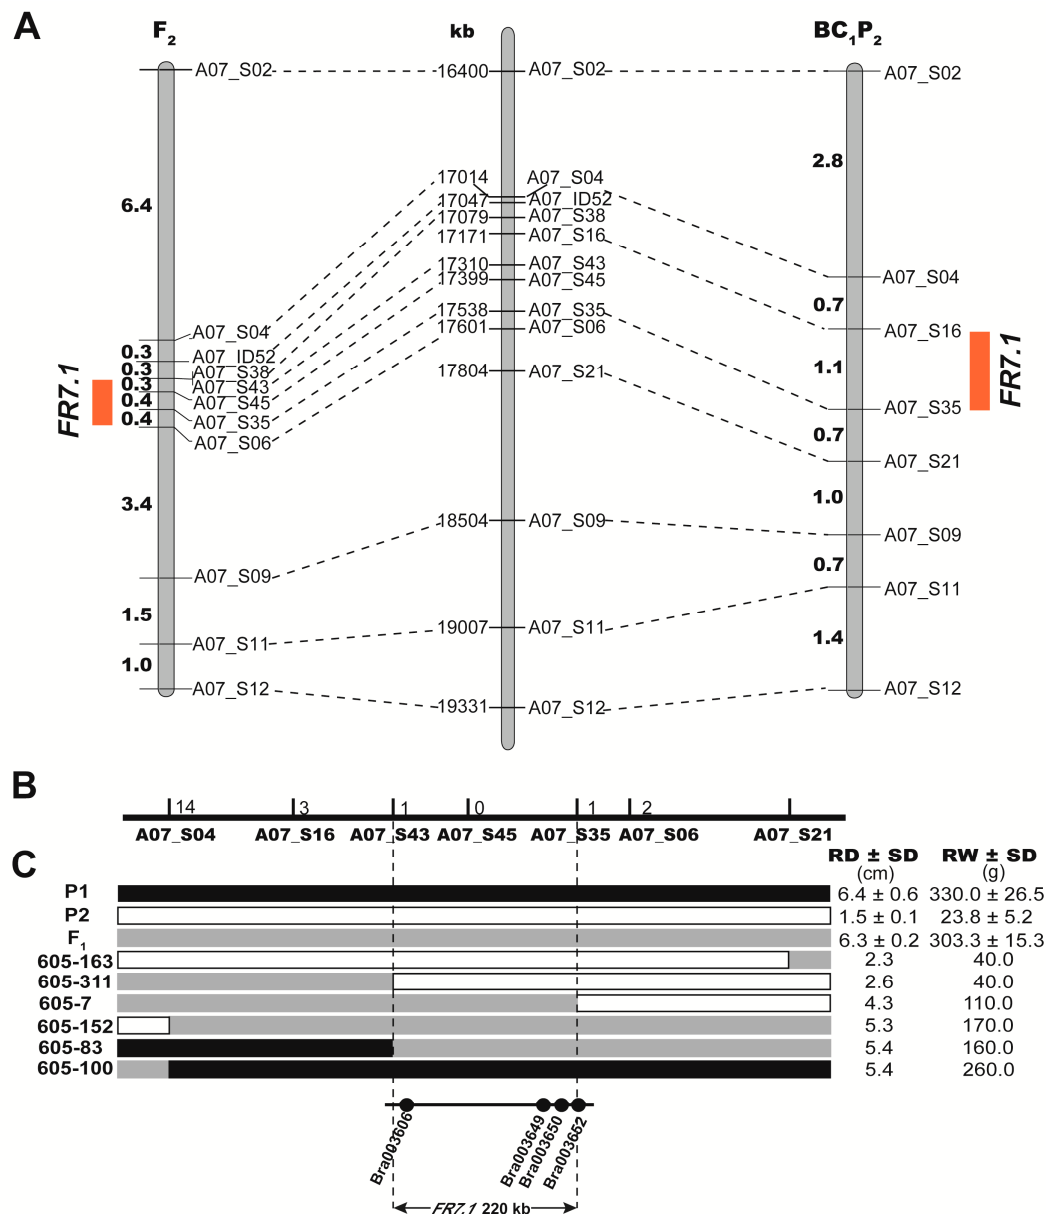 A
F2 kb BC1P2
A07_S02 16400 A07_S02 A07_S02
2.8
17014 A07_S04
17047 A07_ID52
6.4
17079 A07_S38
17171 A07_S16
17310 A07_S43
17399 A07_S45
A07_S04
0.7
17538 A07_S35
17601 A07_S06
A07_S04
A07_S16
0.3 A07_ID52
0.3 A07_S38
0.3 A07_S43
0.4 A07_S45
0.4 A07_S35
A07_S06
FR7.1
17804 A07_S21
1.1
FR7.1
A07_S35
0.7
A07_S21
3.4
1.0
18504 A07_S09
A07_S09
0.7
A07_S09
A07_S11
1.5
19007 A07_S11
1.4
A07_S11
1.0
A07_S12 19331 A07_S12 A07_S12
B
14 3 1 0 1 2
A07_S04 A07_S16 A07_S43 A07_S45 A07_S35 A07_S06 A07_S21
C
RD ± SD RW ± SD
(cm) (g)
P1 6.4 ± 0.6 330.0 ± 26.5
P2 1.5 ± 0.1 23.8 ± 5.2
F1 6.3 ± 0.2 303.3 ± 15.3
605-163 2.3 40.0
605-311 2.6 40.0
605-7 4.3 110.0
605-152 5.3 170.0
605-83 5.4 160.0
605-100 5.4 260.0
Bra003606 Bra003649 Bra003650 Bra003652
FR7.1 220 kb